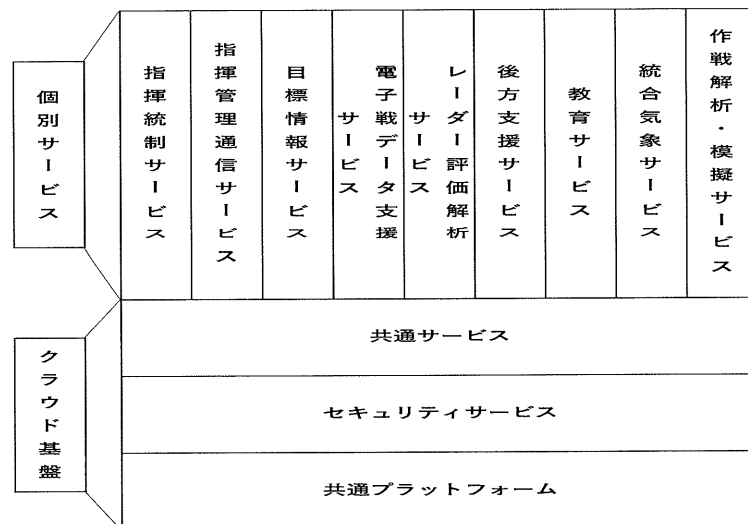 個別サービス
指揮統制サービス
指揮管理通信サービス
目標情報サービス
電子戦データ支援
サービス
レーダー評価解析
サービス
後方支援サービス
教育サービス
統合気象サービス
作戦解析・模擬サービス
クラウド基盤
共通サービス
セキュリティサービス
共通プラットフォーム